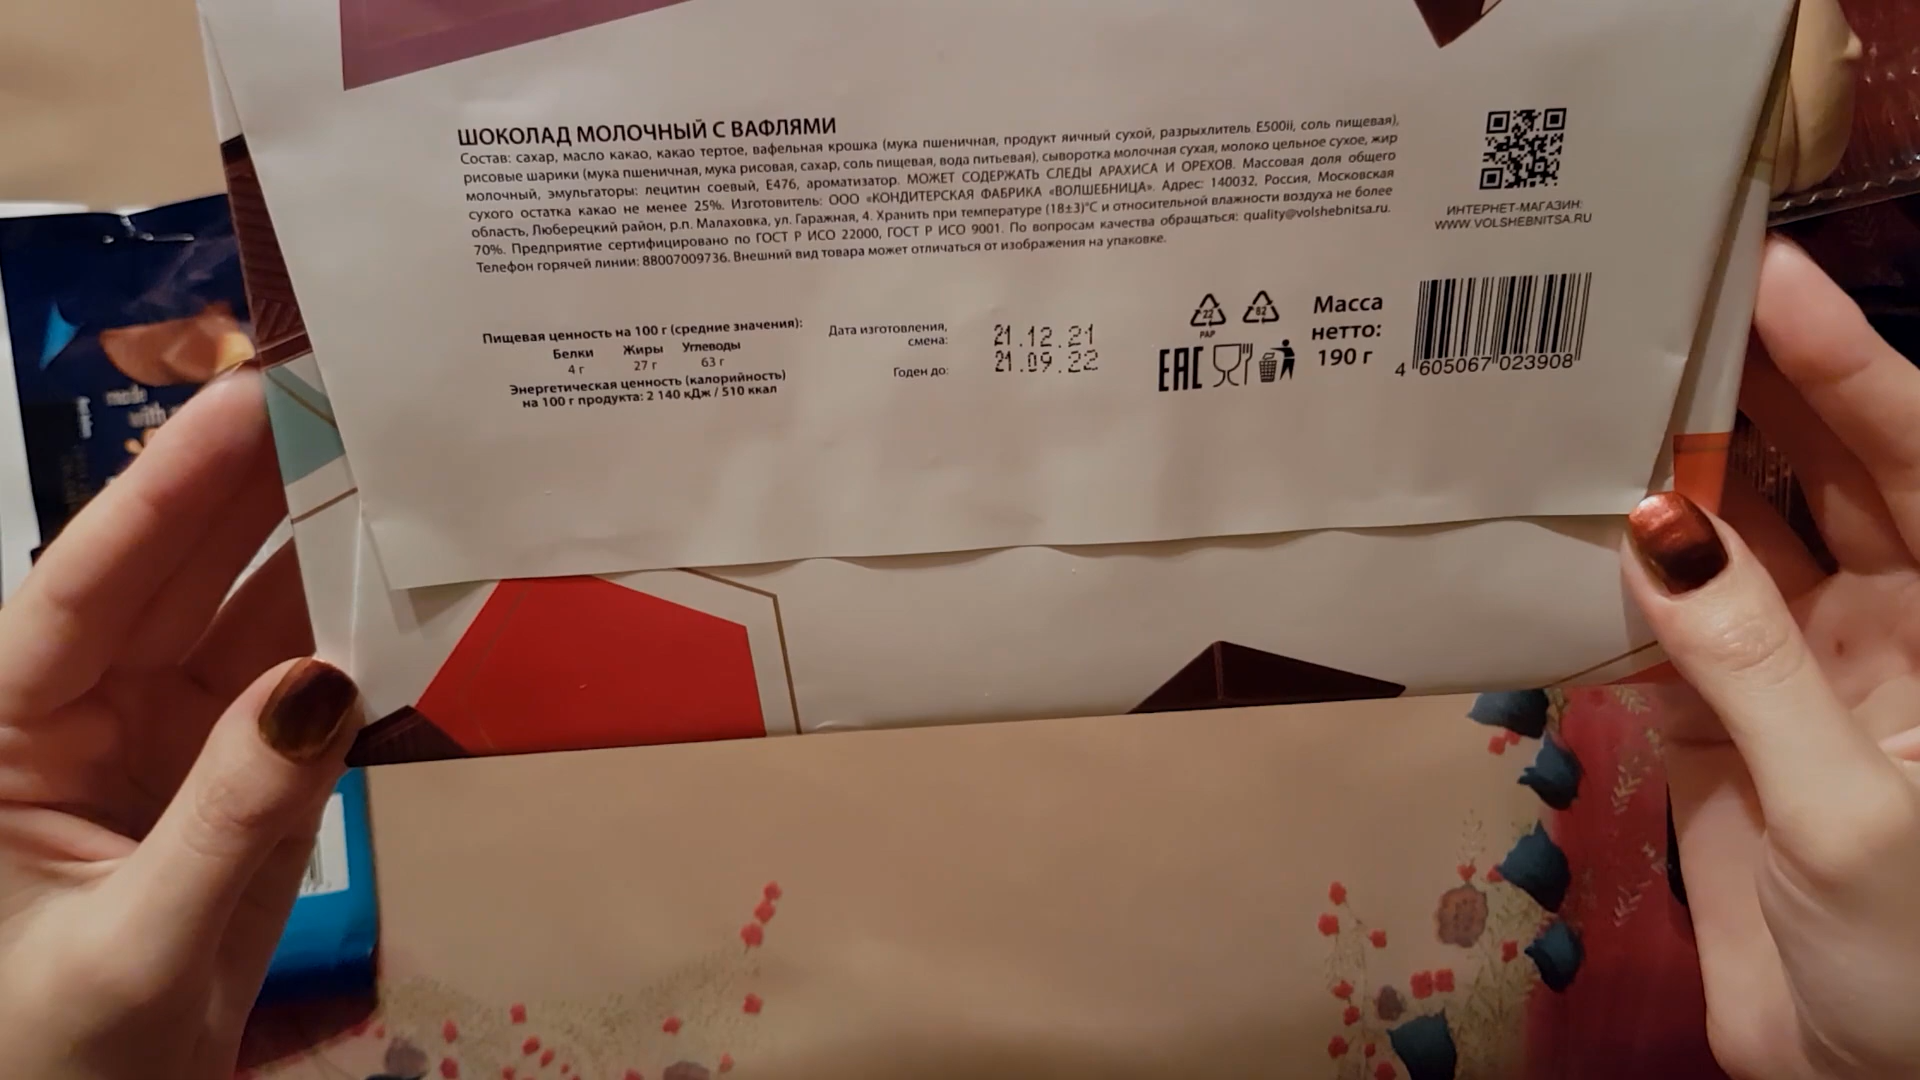 ШОКОЛАД МОЛОЧНЫЙ С ВАФЛЯМИ
Состав: сахар, масло какао, какао тертое, вафельная крошка (мука пшеничная, продукт яичный сухой, разрыхлитель Е500ii, соль пищевая),
рисовые шарики (мука пшеничная, мука рисовая, сахар, соль пищевая, вода питьевая), сыворотка молочная сухая, молоко цельное сухое, жир
молочный, эмульгаторы: лецитин соевый, Е476, ароматизатор. МОЖЕТ СОДЕРЖАТЬ СЛЕДЫ АРАХИСА И ОРЕХОВ. Массовая доля общего
сухого остатка какао не менее 25%. Изготовитель: ООО «КОНДИТЕРСКАЯ ФАБРИКА «ВОЛШЕБНИЦА». Адрес: 140032, Россия, Московская
область, Люберецкий район, р.п. Малаховка, ул. Гаражная, 4. Хранить при температуре (18±3)°С и относительной влажности воздуха не более
70%. Предприятие сертифицировано по ГОСТ Р ИСО 22000, ГОСТ Р ИСО 9001. По вопросам качества обращаться: quality@volshebnitsa.ru.
Телефон горячей линии: 88007009736. Внешний вид товара может отличаться от изображения на упаковке.
ИНТЕРНЕТ-МАГАЗИН:
WWW.VOLSHEBNITSA.RU
Пищевая ценность на 100 г (средние значения):
Белки Жиры Углеводы
4 г 27 г 63 г
Энергетическая ценность (калорийность)
на 100 г продукта: 2 140 кДж / 510 ккал
Дата изготовления,
смена:
21.12.21
Годен до:
21.09.22
22
PAP
82
EAC
Масса
нетто:
190 г
4 605067 023908
made
with